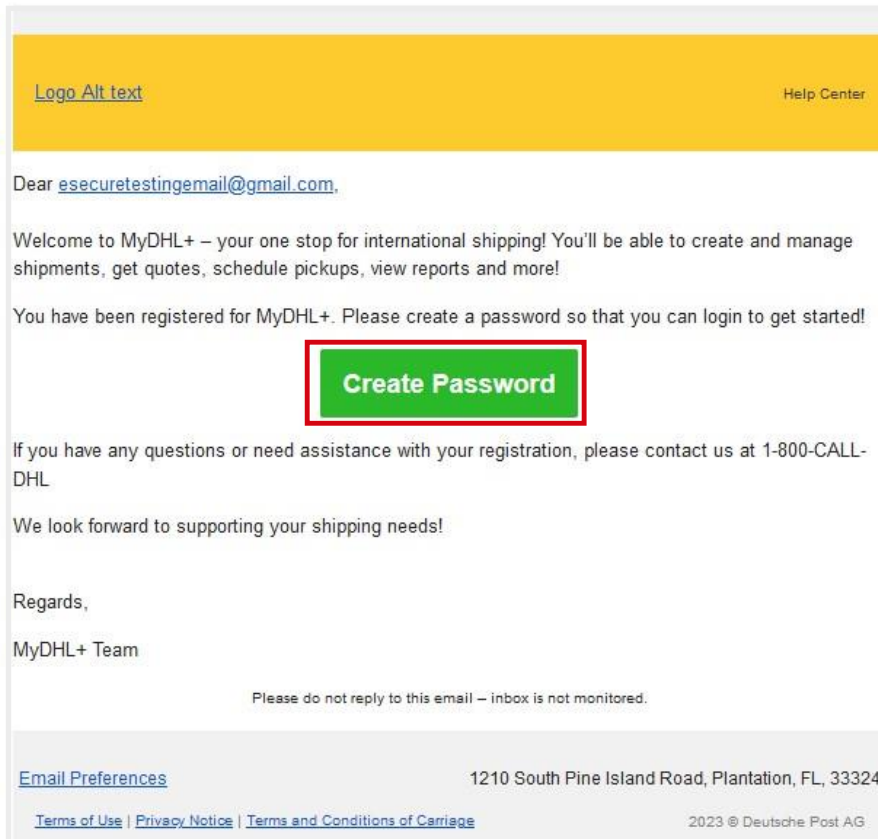 Logo Alt text
Help Center
Dear esecuretestingemail@gmail.com,
Welcome to MyDHL+ – your one stop for international shipping! You'll be able to create and manage
shipments, get quotes, schedule pickups, view reports and more!
You have been registered for MyDHL+. Please create a password so that you can login to get started!
Create Password
If you have any questions or need assistance with your registration, please contact us at 1-800-CALL-
DHL
We look forward to supporting your shipping needs!
Regards,
MyDHL+ Team
Please do not reply to this email – inbox is not monitored.
Email Preferences
1210 South Pine Island Road, Plantation, FL, 33324
Terms of Use | Privacy Notice | Terms and Conditions of Carriage
2023 © Deutsche Post AG